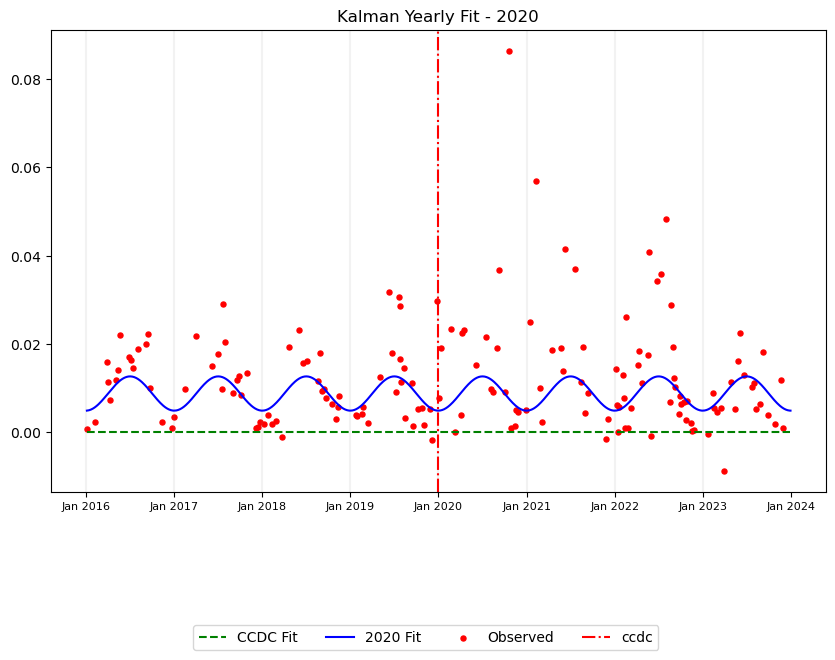 Kalman Yearly Fit - 2020
0.08
0.06
0.04
0.02
0.00
Jan 2016 Jan 2017 Jan 2018 Jan 2019 Jan 2020 Jan 2021 Jan 2022 Jan 2023 Jan 2024
CCDC Fit 2020 Fit Observed ccdc